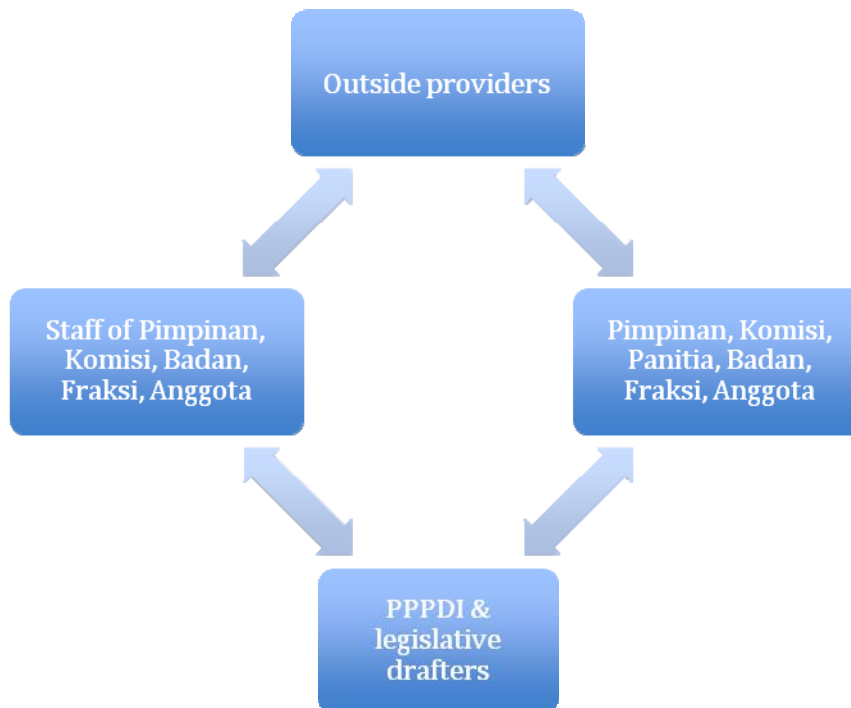 Outside providers
Staff of Pimpinan,
Komisi, Badan,
Fraksi, Anggota
Pimpinan, Komisi,
Panitia, Badan,
Fraksi, Anggota
PPPDI &
legislative
drafters